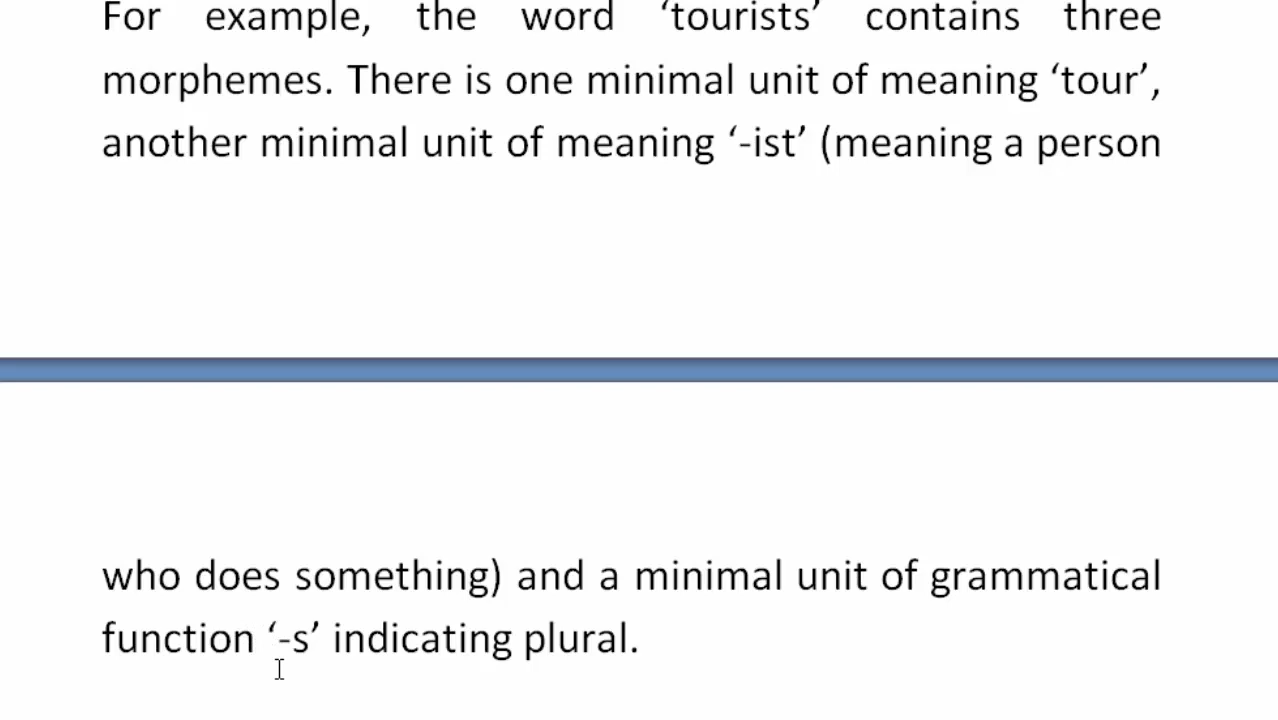 For example, the word ‘tourists’ contains three
morphemes. There is one minimal unit of meaning ‘tour’,
another minimal unit of meaning ‘-ist’ (meaning a person
who does something) and a minimal unit of grammatical
function ‘-s’ indicating plural.